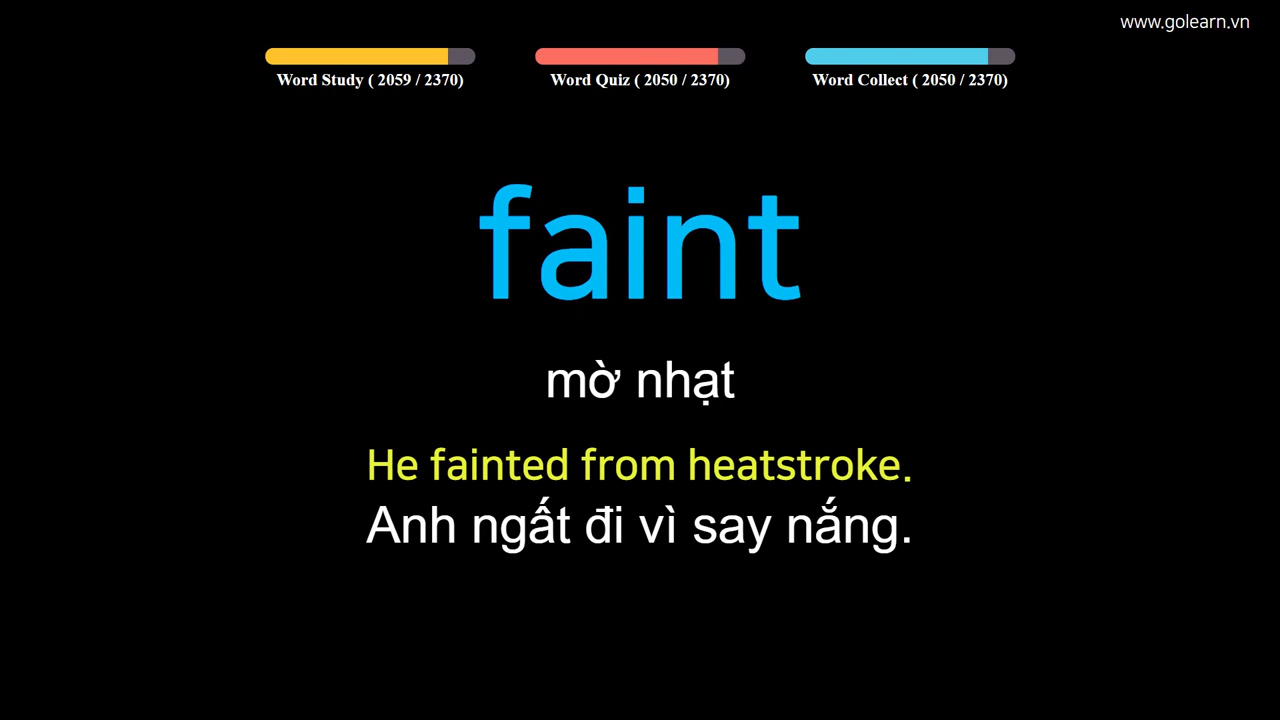 www.golearn.vn
Word Study ( 2059 / 2370)
Word Quiz ( 2050 / 2370)
Word Collect ( 2050 / 2370)
faint
mờ nhạt
He fainted from heatstroke.
Anh ngất đi vì say nắng.